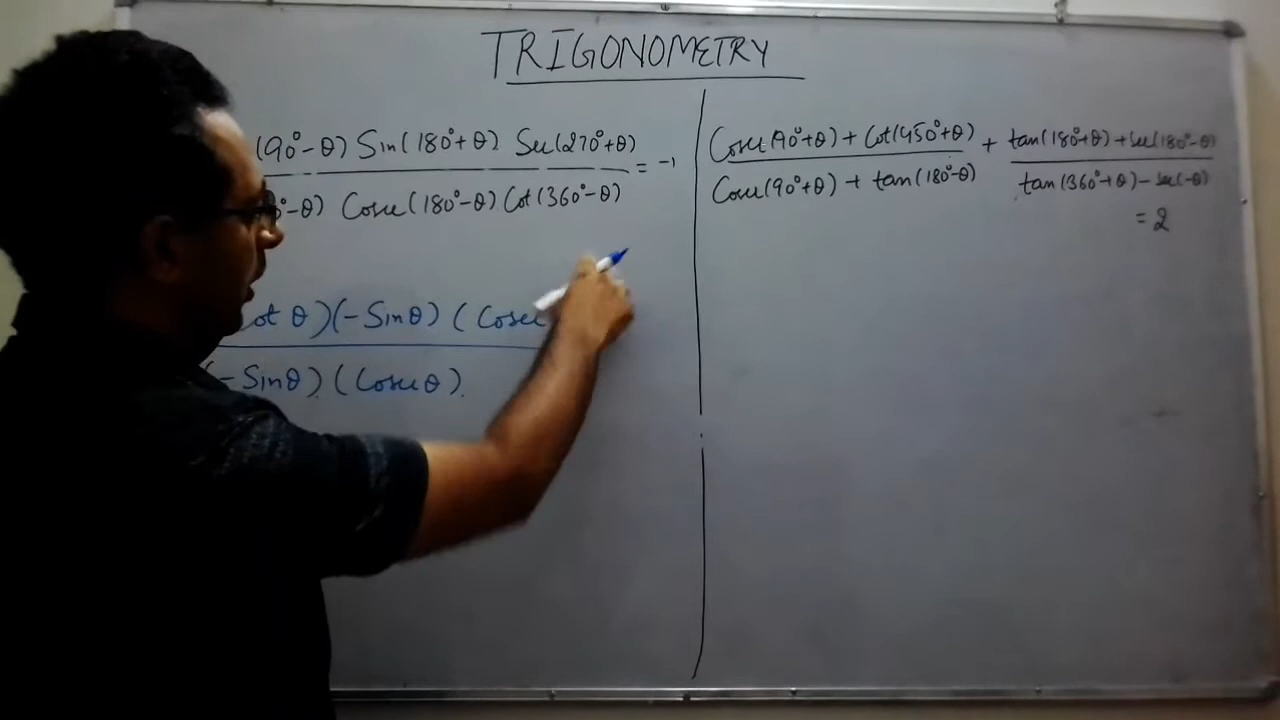 TRIGONOMETRY
(90°-θ) Sin(180°+θ) Sec(270°+θ)
-θ) Cosec(180°-θ) Cot(360°-θ)
= -1
Cot θ)(-Sinθ) (Cosec
(-Sinθ) (Cosecθ)
Cosec(90°+θ) + Cot(450°+θ) + tan(180°+θ) + Sec(180°-θ)
Cosec(90°+θ) + tan(180°-θ) tan(360°+θ) - Sec(-θ)
= 2